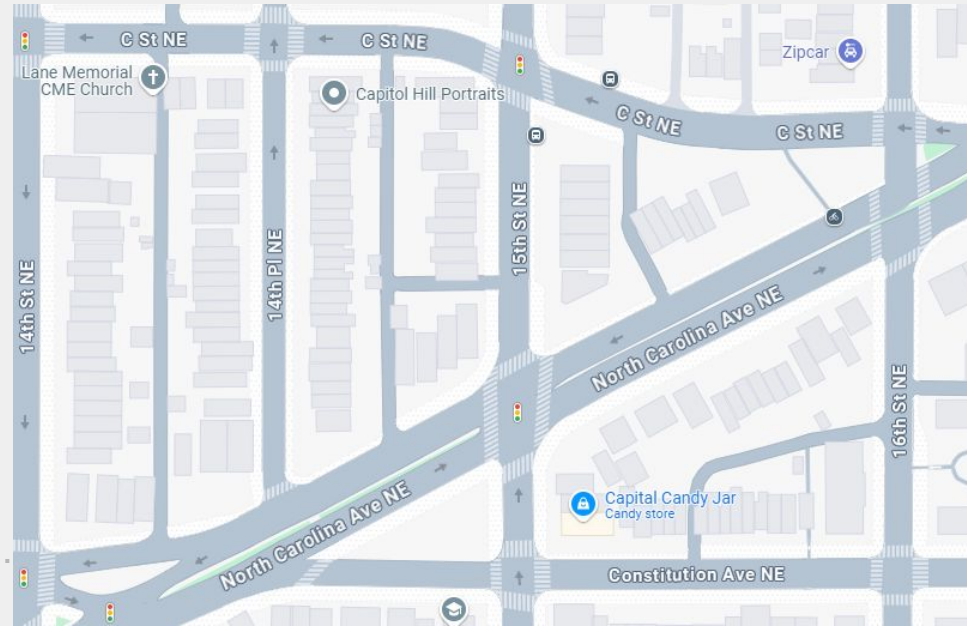 C St NE
C St NE
Zipcar
Lane Memorial
CME Church
Capitol Hill Portraits
C St NE
C St NE
15th St NE
14th Pl NE
14th St NE
North Carolina Ave NE
16th St NE
Capital Candy Jar
Candy store
North Carolina Ave NE
Constitution Ave NE